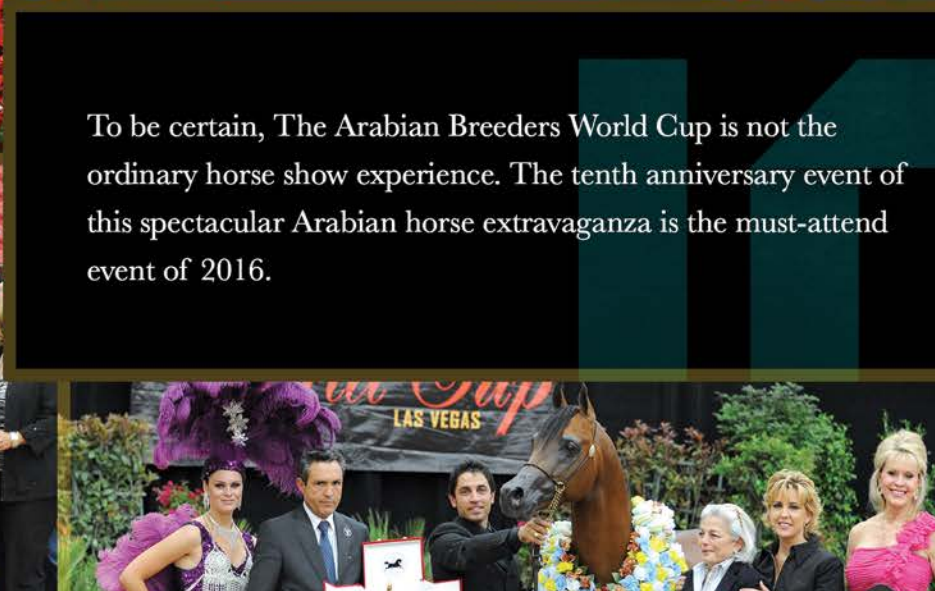 To be certain, The Arabian Breeders World Cup is not the
ordinary horse show experience. The tenth anniversary event of
this spectacular Arabian horse extravaganza is the must-attend
event of 2016.
Cup
LAS VEGAS